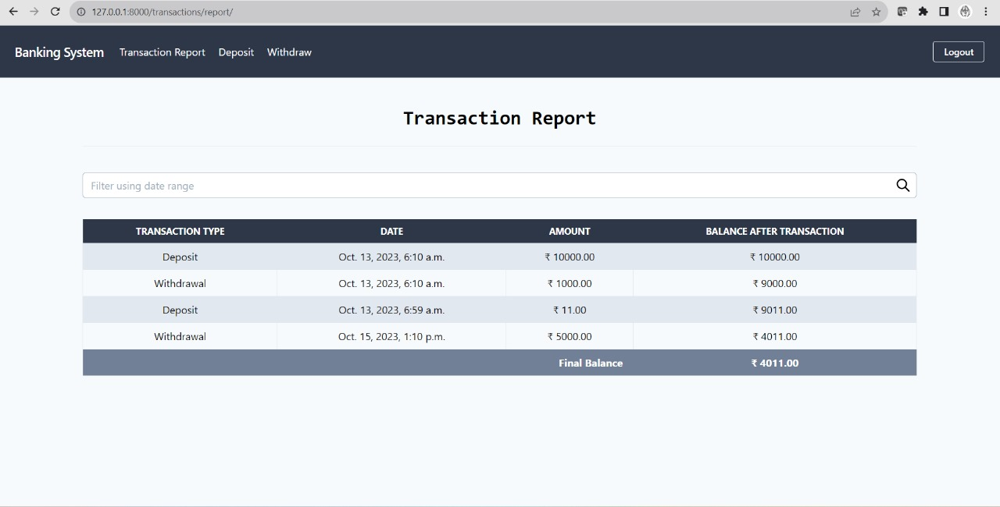 127.0.0.1:8000/transactions/report/
Banking System Transaction Report Deposit Withdraw Logout
Transaction Report
Filter using date range
TRANSACTION TYPE DATE AMOUNT BALANCE AFTER TRANSACTION
Deposit Oct. 13, 2023, 6:10 a.m. ₹ 10000.00 ₹ 10000.00
Withdrawal Oct. 13, 2023, 6:10 a.m. ₹ 1000.00 ₹ 9000.00
Deposit Oct. 13, 2023, 6:59 a.m. ₹ 11.00 ₹ 9011.00
Withdrawal Oct. 15, 2023, 1:10 p.m. ₹ 5000.00 ₹ 4011.00
Final Balance ₹ 4011.00